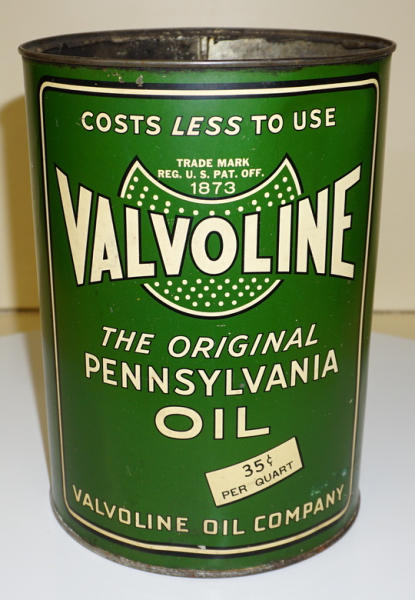 COSTS LESS TO USE
TRADE MARK
REG. U. S. PAT. OFF.
1873
VALVOLINE
THE ORIGINAL
PENNSYLVANIA
OIL
35¢
PER QUART
VALVOLINE OIL COMPANY